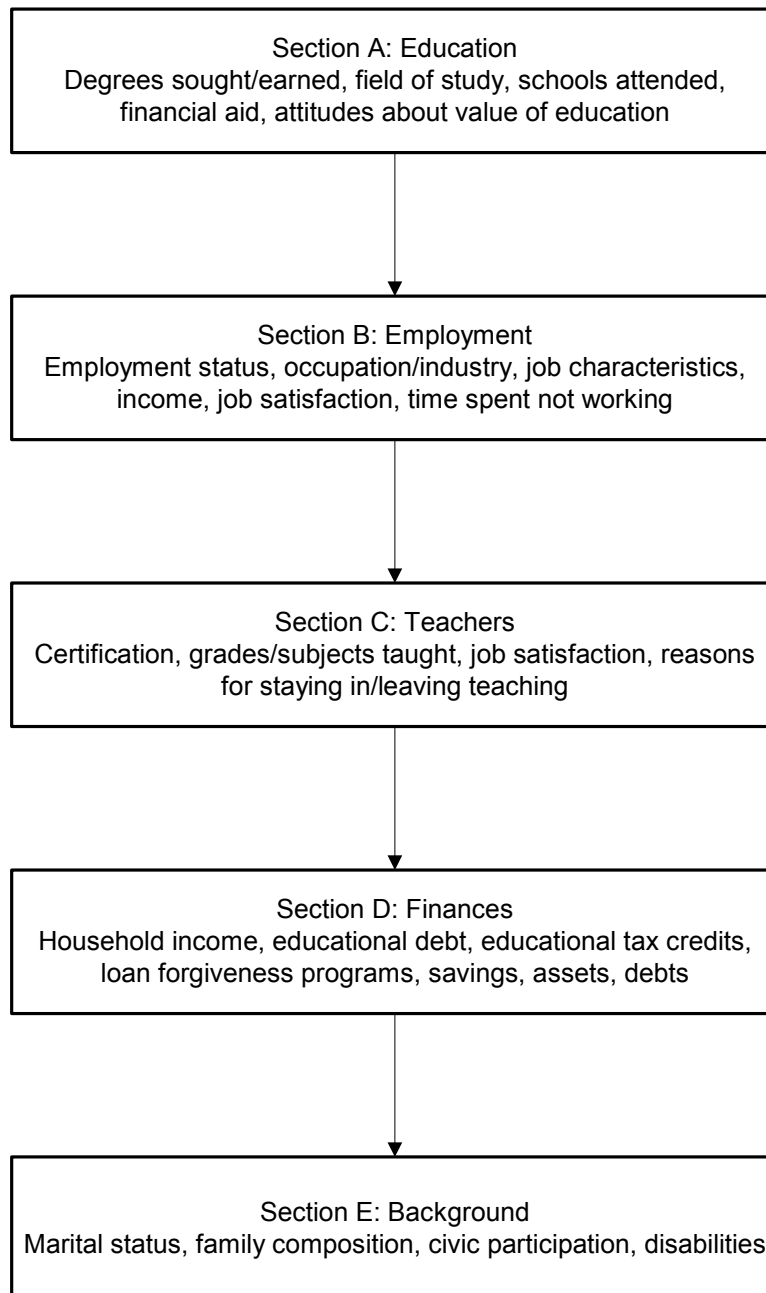 Section A: Education
Degrees sought/earned, field of study, schools attended,
financial aid, attitudes about value of education
Section B: Employment
Employment status, occupation/industry, job characteristics,
income, job satisfaction, time spent not working
Section C: Teachers
Certification, grades/subjects taught, job satisfaction, reasons
for staying in/leaving teaching
Section D: Finances
Household income, educational debt, educational tax credits,
loan forgiveness programs, savings, assets, debts
Section E: Background
Marital status, family composition, civic participation, disabilities